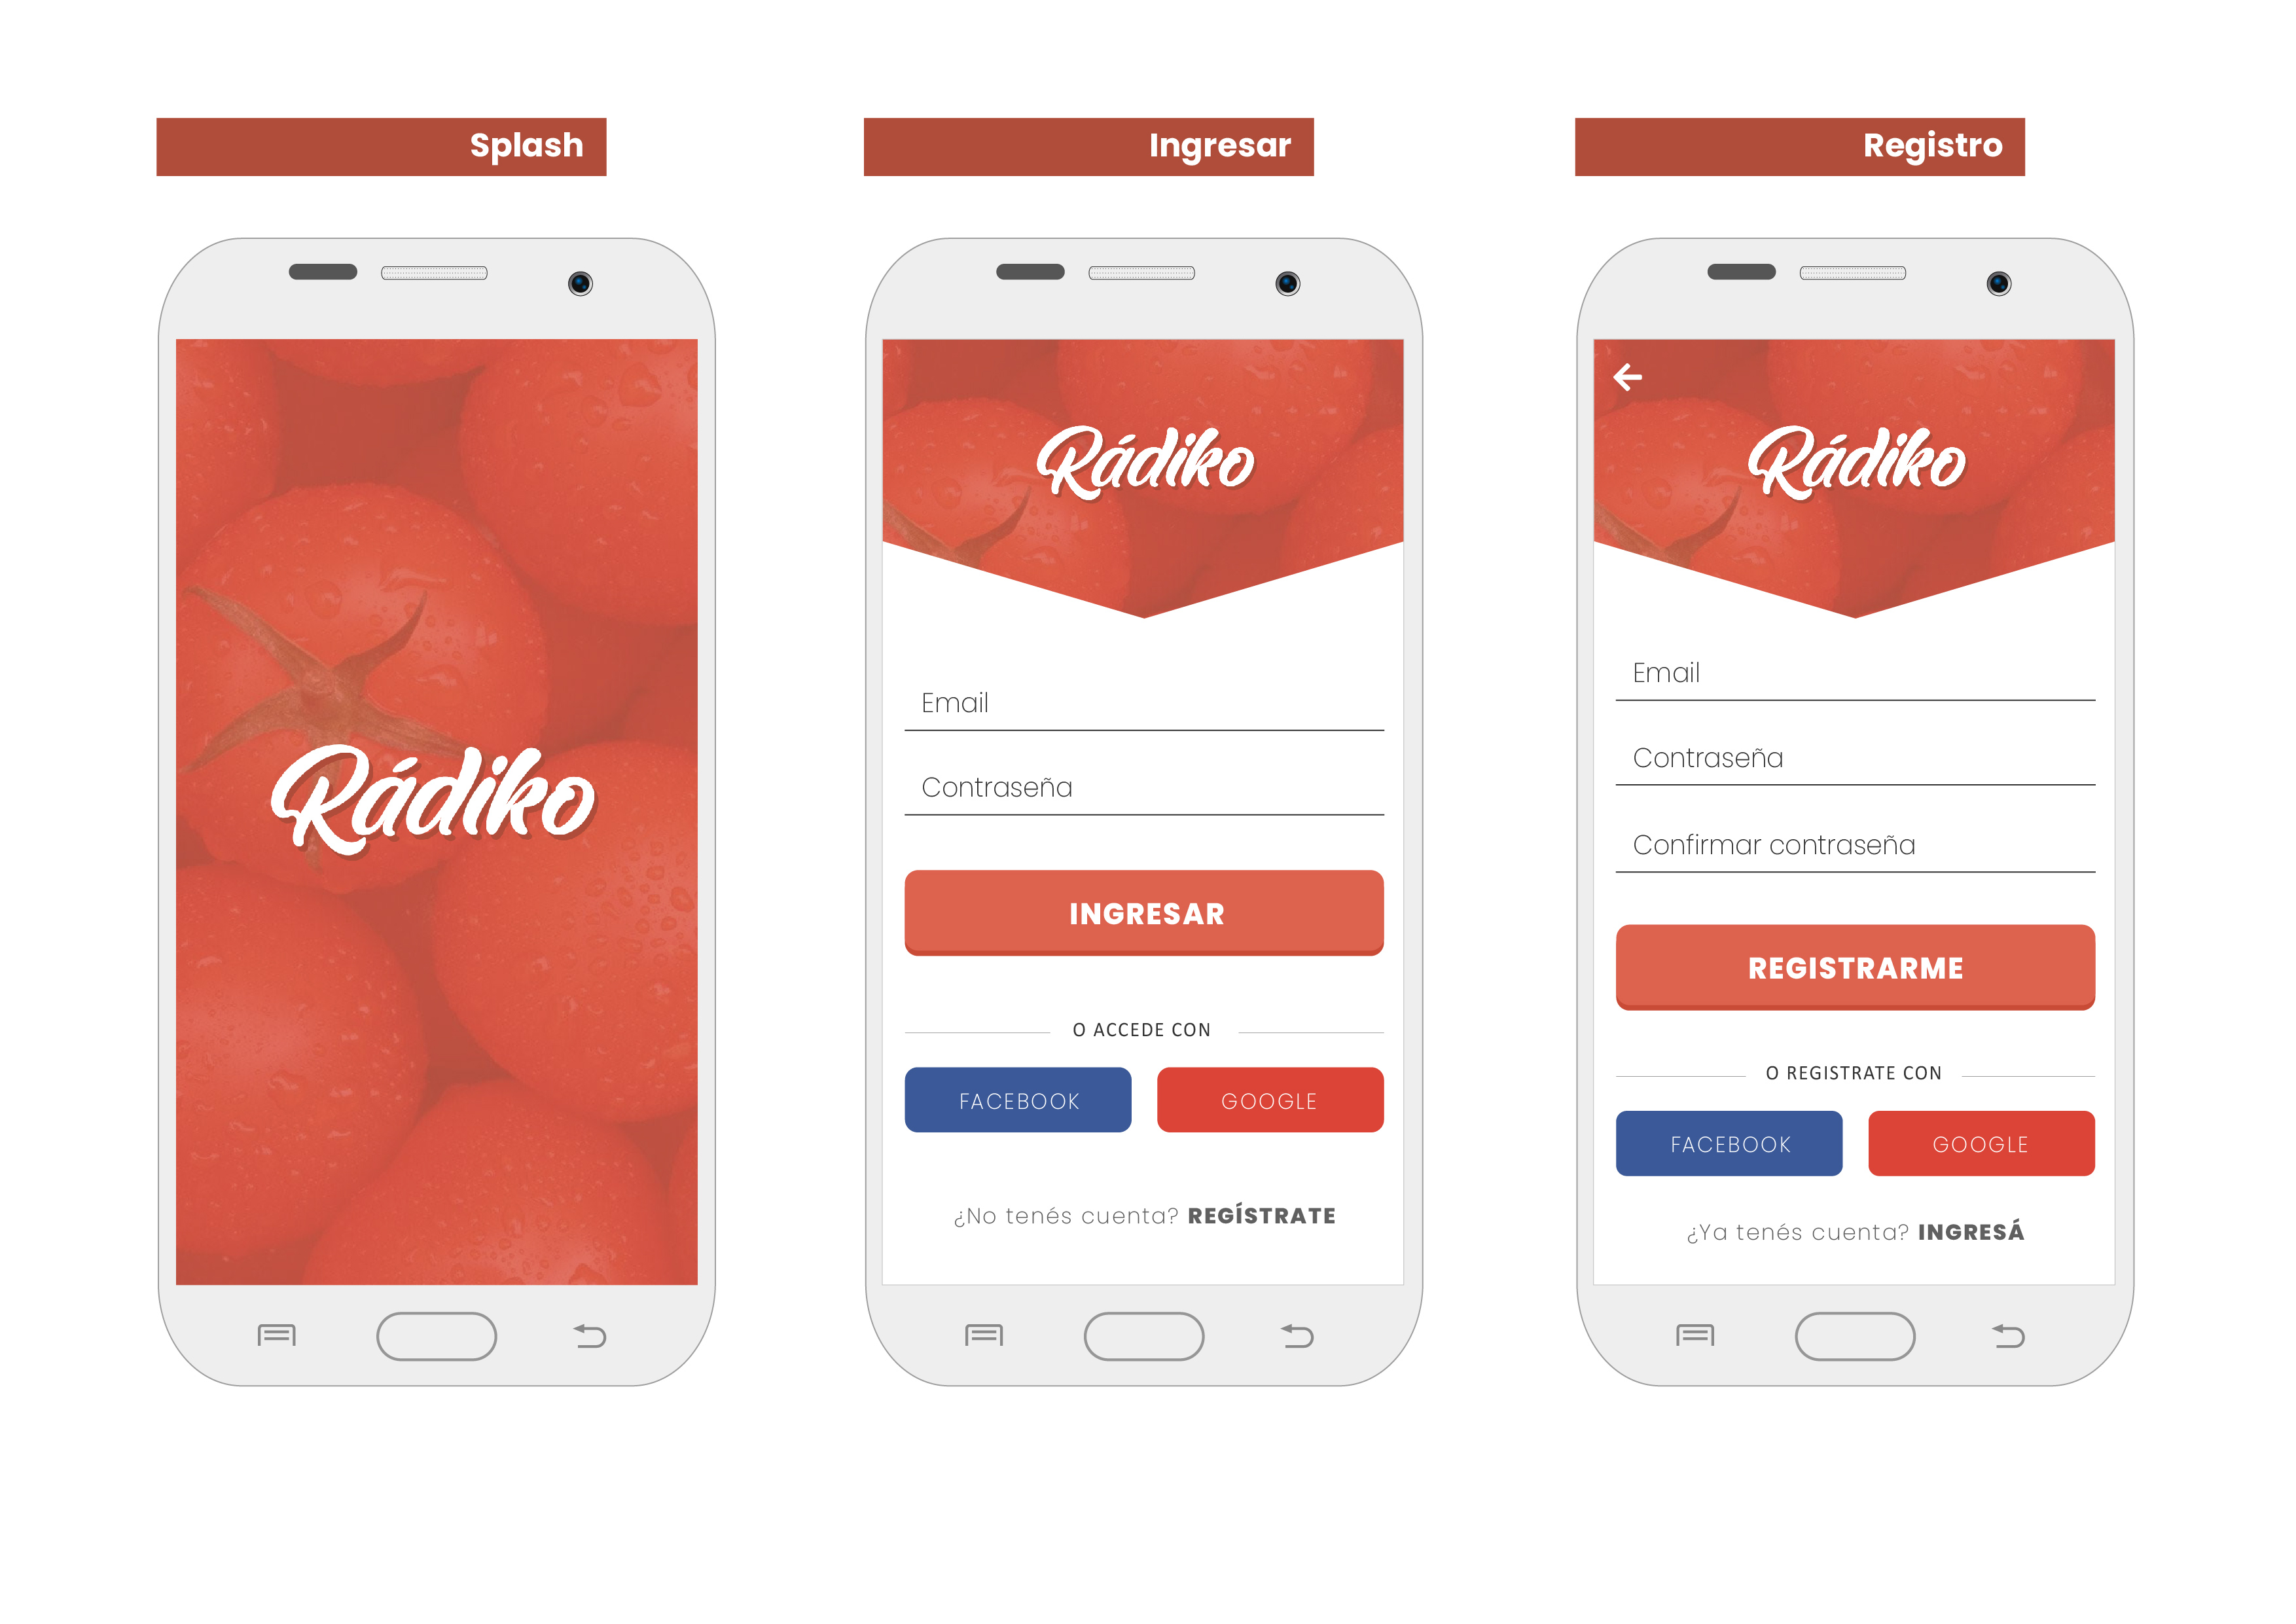 Splash
Rádiko
Ingresar
Rádiko
Email
Contraseña
INGRESAR
O ACCEDE CON
FACEBOOK
GOOGLE
¿No tenés cuenta? REGÍSTRATE
Registro
Rádiko
Email
Contraseña
Confirmar contraseña
REGISTRARME
O REGISTRATE CON
FACEBOOK
GOOGLE
¿Ya tenés cuenta? INGRESÁ